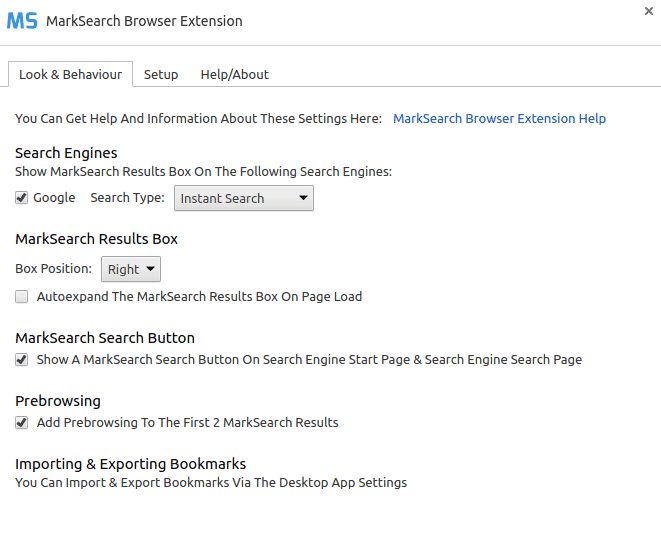 MS MarkSearch Browser Extension
Look & Behaviour Setup Help/About
You Can Get Help And Information About These Settings Here: MarkSearch Browser Extension Help
Search Engines
Show MarkSearch Results Box On The Following Search Engines:
Google Search Type: Instant Search
MarkSearch Results Box
Box Position: Right
Autoexpand The MarkSearch Results Box On Page Load
MarkSearch Search Button
Show A MarkSearch Search Button On Search Engine Start Page & Search Engine Search Page
Prebrowsing
Add Prebrowsing To The First 2 MarkSearch Results
Importing & Exporting Bookmarks
You Can Import & Export Bookmarks Via The Desktop App Settings